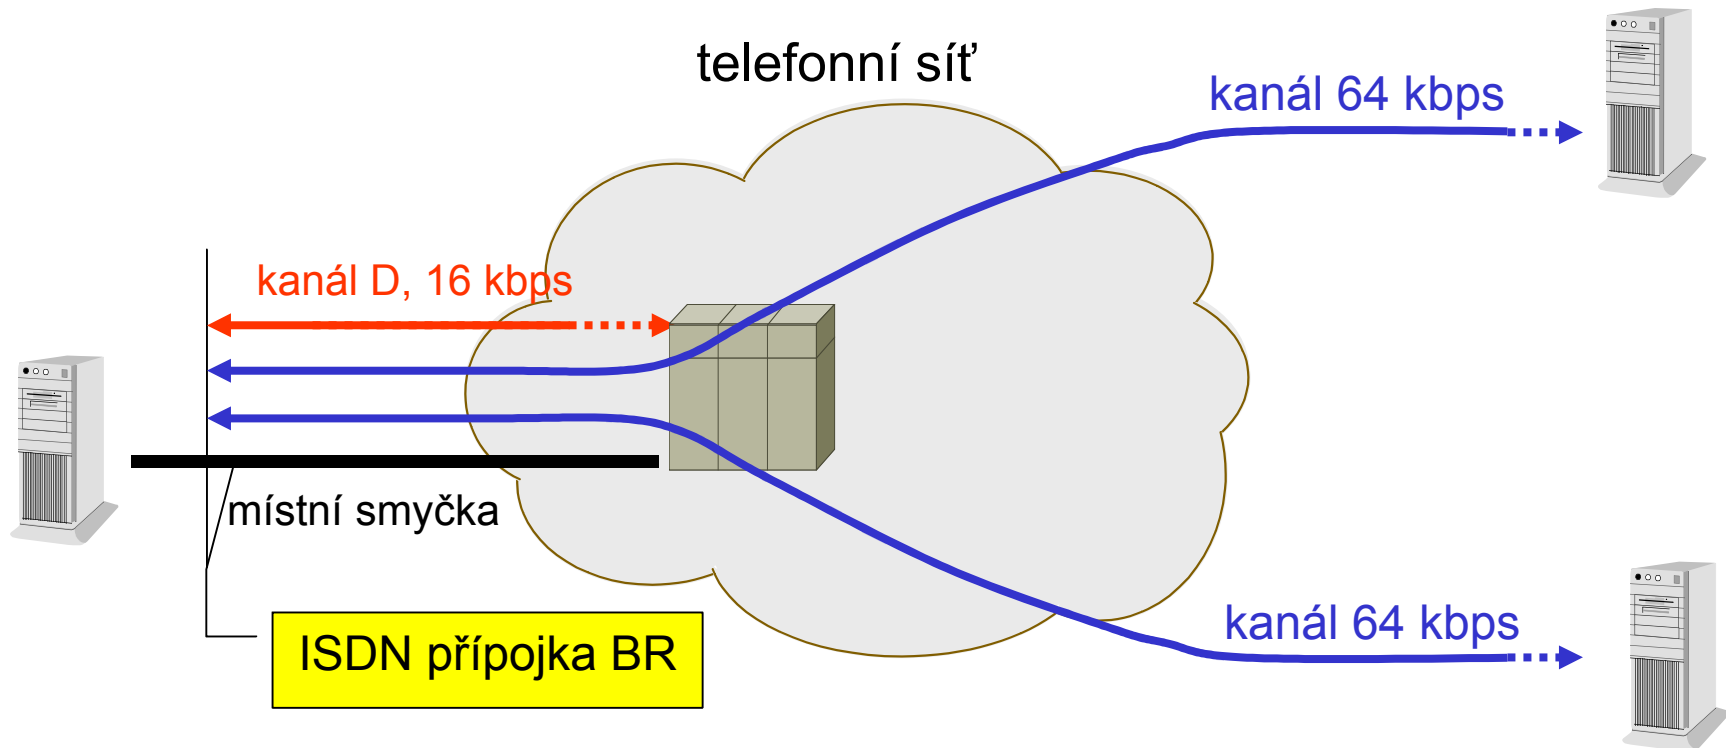 telefonní síť
kanál 64 kbps
kanál D, 16 kbps
místní smyčka
kanál 64 kbps
ISDN přípojka BR